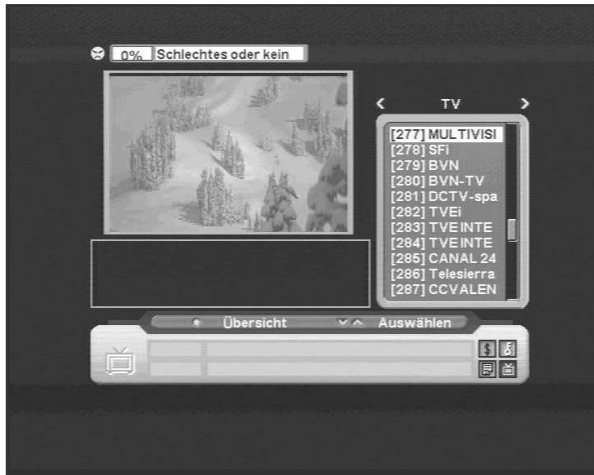 0% Schlechtes oder kein
TV
[277] MULTIVISI
[278] SFi
[279] BVN
[280] BVN-TV
[281] DCTV-spa
[282] TVEi
[283] TVE INTE
[284] TVE INTE
[285] CANAL 24
[286] Telesierra
[287] CCVALEN
Übersicht Auswählen